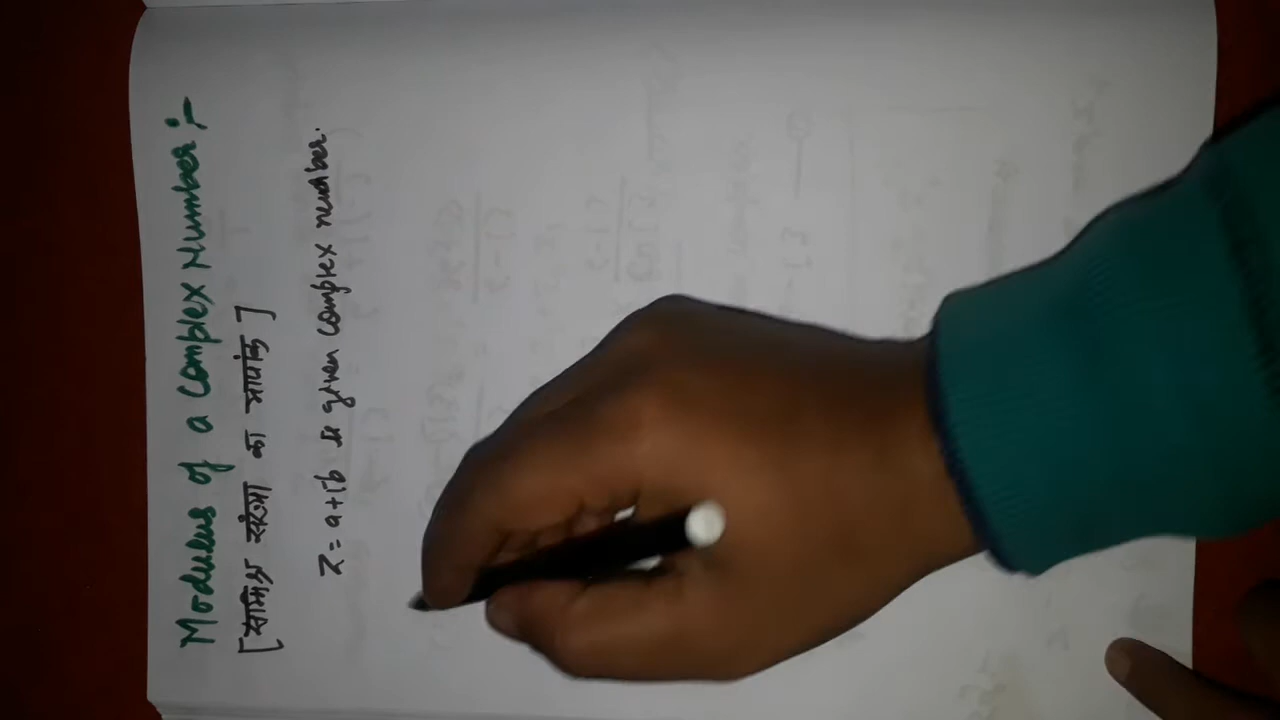 Modulus of a Complex Number :-
[सम्मिश्र संख्या का मापांक]
z = a+ib is given complex number.